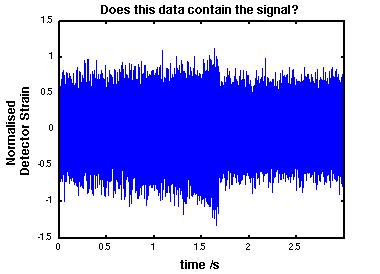 Does this data contain the signal?
1.5
1
0.5
0
-0.5
-1
-1.5
Normalised
Detector Strain
0 0.5 1 1.5 2 2.5
time /s